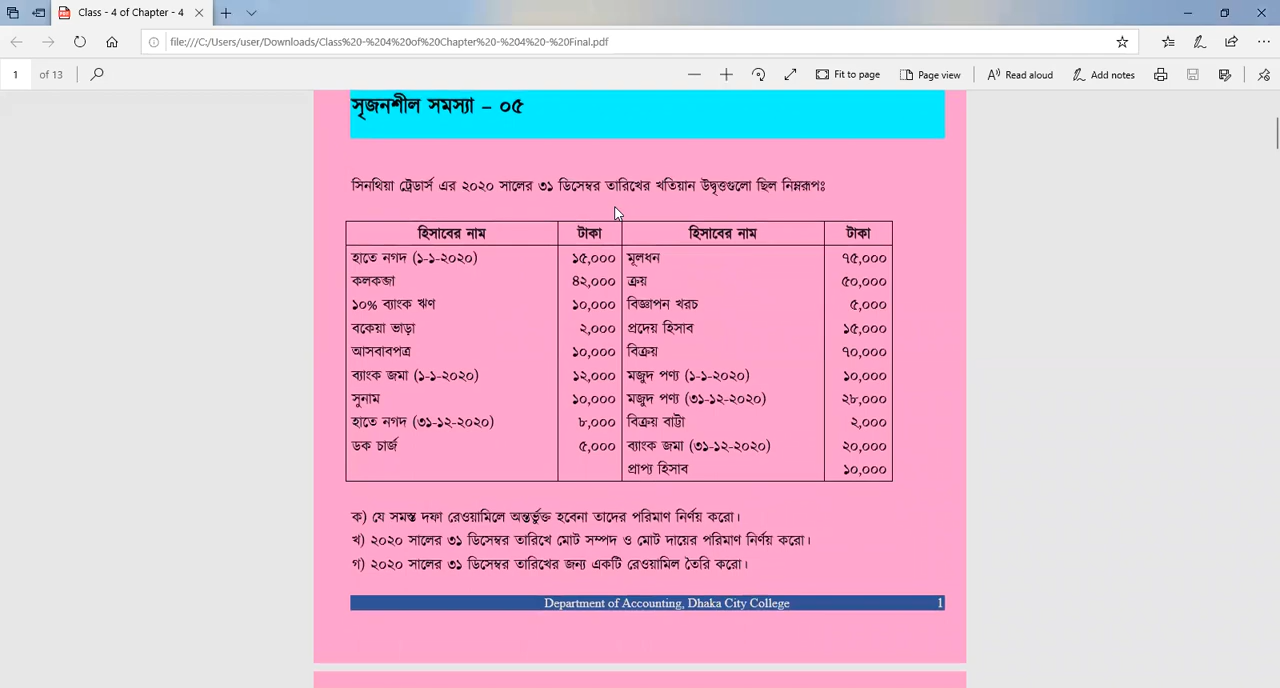 Class - 4 of Chapter - 4
file:///C:/Users/user/Downloads/Class%20-%204%20of%20Chapter%20-%204%20-%20Final.pdf
1 of 13 Fit to page Page view Read aloud Add notes
সৃজনশীল সমস্যা – ০৫
সিনথিয়া ট্রেডার্স এর ২০২০ সালের ৩১ ডিসেম্বর তারিখের খতিয়ান উদ্বৃত্তগুলো ছিল নিম্নরূপঃ
হিসাবের নাম টাকা হিসাবের নাম টাকা
হাতে নগদ (১-১-২০২০) ১৫,০০০ মূলধন ৭৫,০০০
কলকব্জা ৪২,০০০ ক্রয় ৫০,০০০
১০% ব্যাংক ঋণ ১০,০০০ বিজ্ঞাপন খরচ ৫,০০০
বকেয়া ভাড়া ২,০০০ প্রদেয় হিসাব ১৫,০০০
আসবাবপত্র ১০,০০০ বিক্রয় ৭০,০০০
ব্যাংক জমা (১-১-২০২০) ১২,০০০ মজুদ পণ্য (১-১-২০২০) ১০,০০০
সুনাম ১০,০০০ মজুদ পণ্য (৩১-১২-২০২০) ২৮,০০০
হাতে নগদ (৩১-১২-২০২০) ৮,০০০ বিক্রয় বাট্টা ২,০০০
ডক চার্জ ৫,০০০ ব্যাংক জমা (৩১-১২-২০২০) ২০,০০০
প্রাপ্য হিসাব ১০,০০০
ক) যে সমস্ত দফা রেওয়ামিলে অন্তর্ভুক্ত হবেনা তাদের পরিমাণ নির্ণয় করো।
খ) ২০২০ সালের ৩১ ডিসেম্বর তারিখে মোট সম্পদ ও মোট দায়ের পরিমাণ নির্ণয় করো।
গ) ২০২০ সালের ৩১ ডিসেম্বর তারিখের জন্য একটি রেওয়ামিল তৈরি করো।
Department of Accounting, Dhaka City College 1